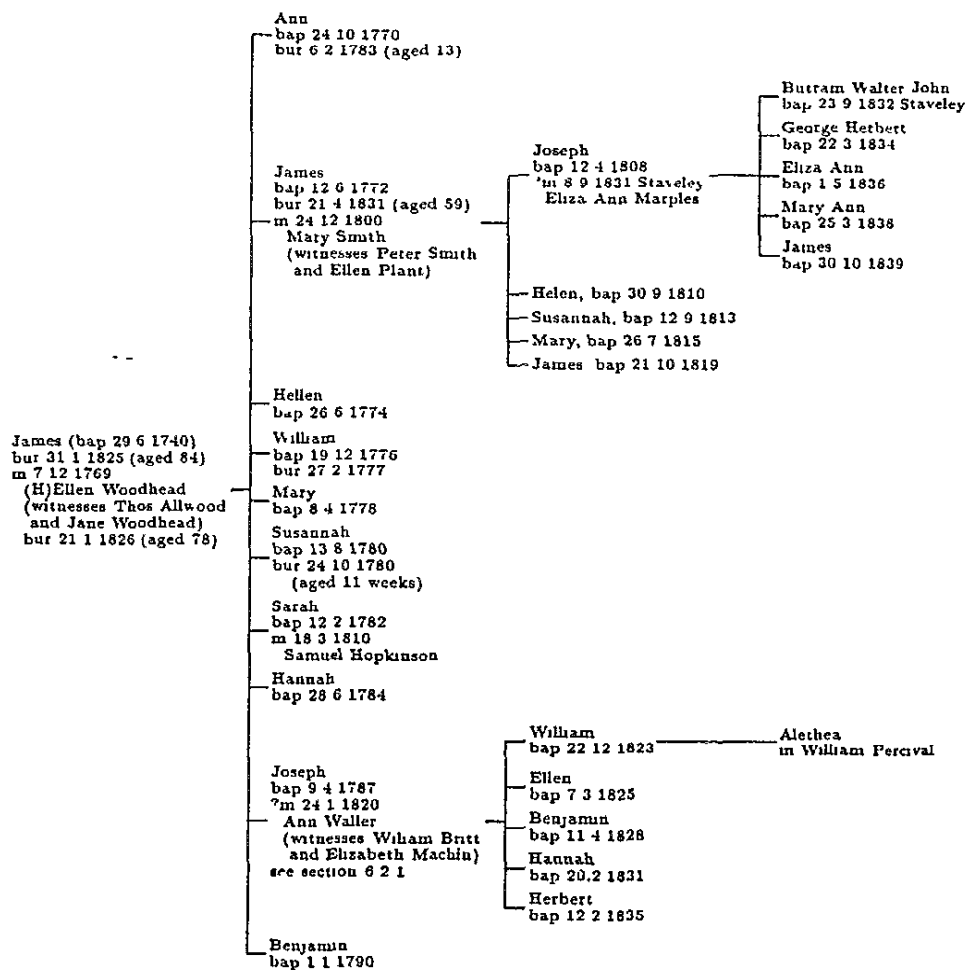 Ann
bap 24 10 1770
bur 6 2 1783 (aged 13)
James
bap 12 6 1772
bur 21 4 1831 (aged 59)
m 24 12 1800
Mary Smith
(witnesses Peter Smith
and Ellen Plant)
Joseph
bap 12 4 1808
?m 8 9 1831 Staveley
Eliza Ann Marples
Butram Walter John
bap 23 9 1832 Staveley
George Herbert
bap 22 3 1834
Eliza Ann
bap 1 5 1836
Mary Ann
bap 25 3 1838
James
bap 30 10 1839
Helen, bap 30 9 1810
Susannah, bap 12 9 1813
Mary, bap 26 7 1815
James bap 21 10 1819
James (bap 29 6 1740)
bur 31 1 1825 (aged 84)
m 7 12 1769
(H)Ellen Woodhead
(witnesses Thos Allwood
and Jane Woodhead)
bur 21 1 1826 (aged 78)
Hellen
bap 26 6 1774
William
bap 19 12 1776
bur 27 2 1777
Mary
bap 8 4 1778
Susannah
bap 13 8 1780
bur 24 10 1780
(aged 11 weeks)
Sarah
bap 12 2 1782
m 18 3 1810
Samuel Hopkinson
Hannah
bap 28 6 1784
Joseph
bap 9 4 1787
?m 24 1 1820
Ann Waller
(witnesses Wiliam Britt
and Elizabeth Machin)
see section 6 2 1
William
bap 22 12 1823
Alethea
m William Percival
Ellen
bap 7 3 1825
Benjamin
bap 11 4 1828
Hannah
bap 20.2 1831
Herbert
bap 12 2 1835
Benjamin
bap 1 1 1790